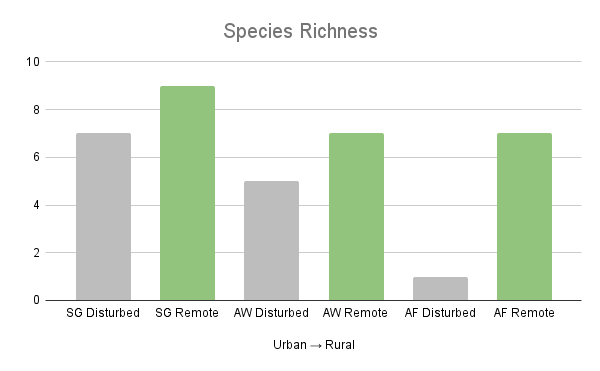 Species Richness
10
8
6
4
2
0
SG Disturbed SG Remote AW Disturbed AW Remote AF Disturbed AF Remote
Urban → Rural